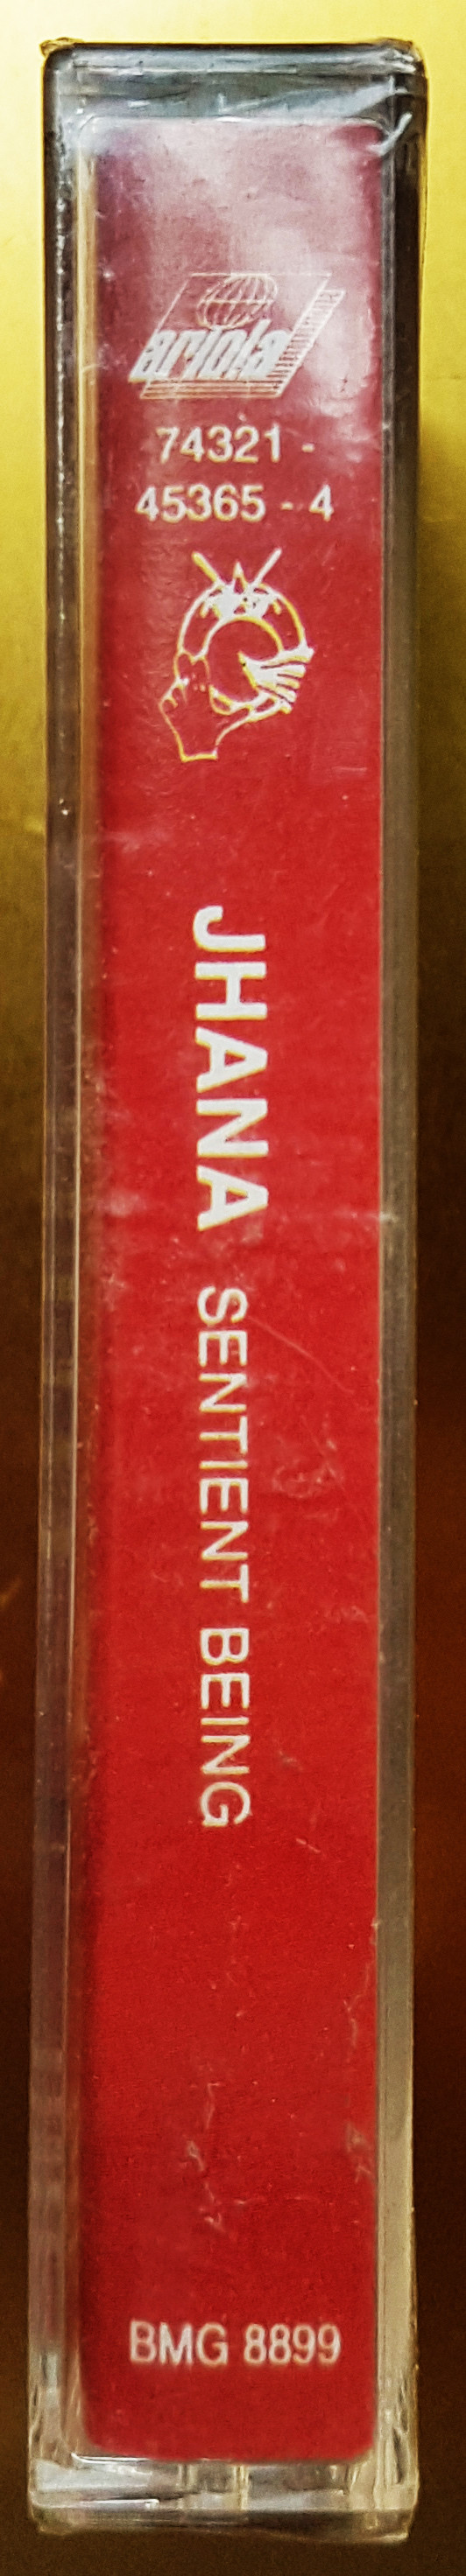 ariola
74321 -
45365 - 4
JHANA SENTIENT BEING
BMG 8899